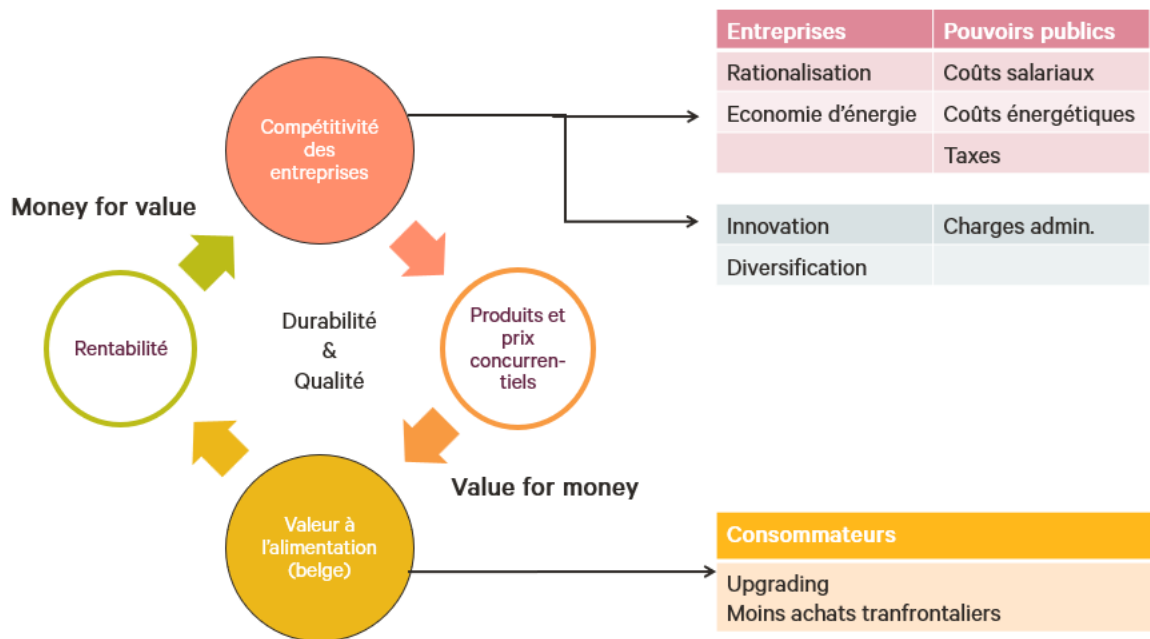 Entreprises Pouvoirs publics
Rationalisation Coûts salariaux
Economie d'énergie Coûts énergétiques
Taxes
Innovation Charges admin.
Diversification
Compétitivité
des
entreprises
Money for value
Rentabilité
Durabilité
&
Qualité
Produits et
prix
concurren-
tiels
Value for money
Valeur à
l'alimentation
(belge)
Consommateurs
Upgrading
Moins achats tranfrontaliers